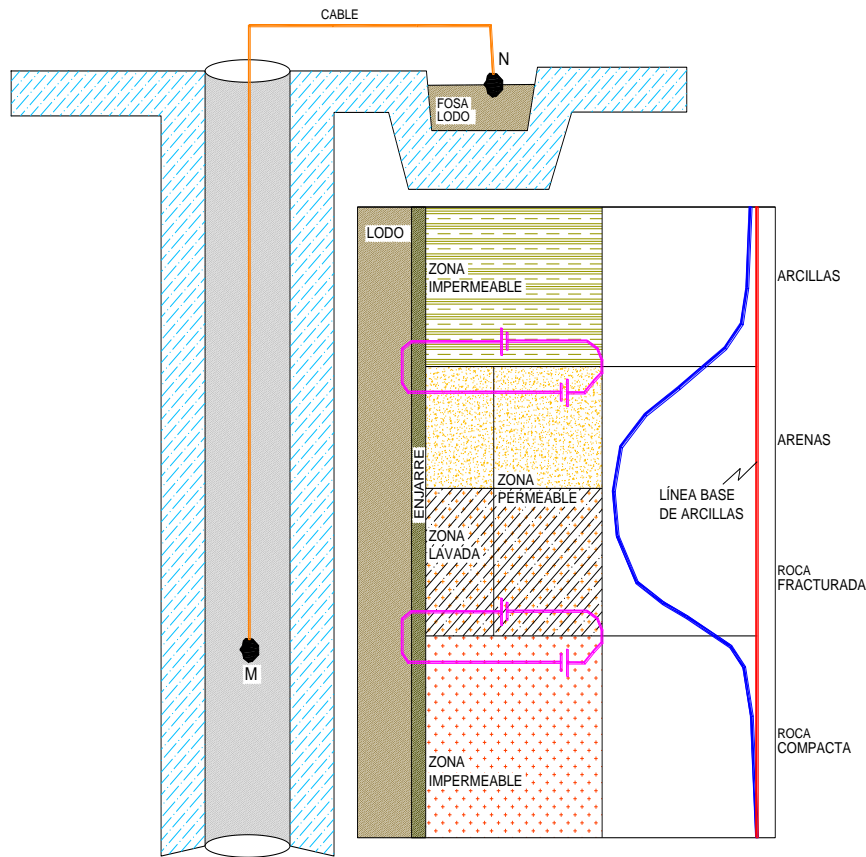 CABLE
N
FOSA
LODO
LODO
ZONA
IMPERMEABLE
ARCILLAS
ARENAS
ENJARRE
ZONA
PERMEABLE
LÍNEA BASE
DE ARCILLAS
ZONA
LAVADA
ROCA
FRACTURADA
M
ROCA
COMPACTA
ZONA
IMPERMEABLE